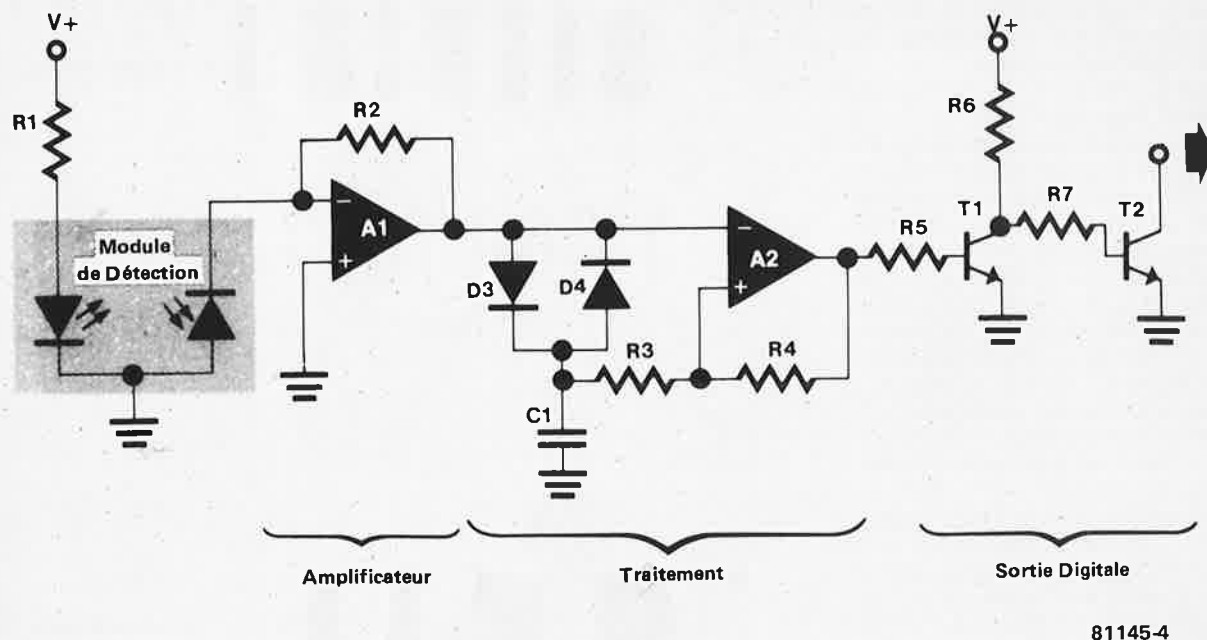 V+
R1
Module
de Détection
R2
−
A1
+
D3
D4
C1
R3
R4
−
A2
+
R5
V+
R6
T1
R7
T2
Amplificateur
Traitement
Sortie Digitale
81145-4